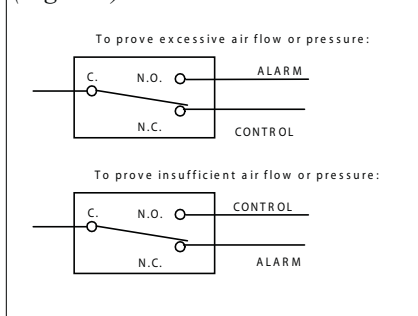 To prove excessive air flow or pressure:
C. N.O. ALARM
N.C. CONTROL
To prove insufficient air flow or pressure:
C. N.O. CONTROL
N.C. ALARM